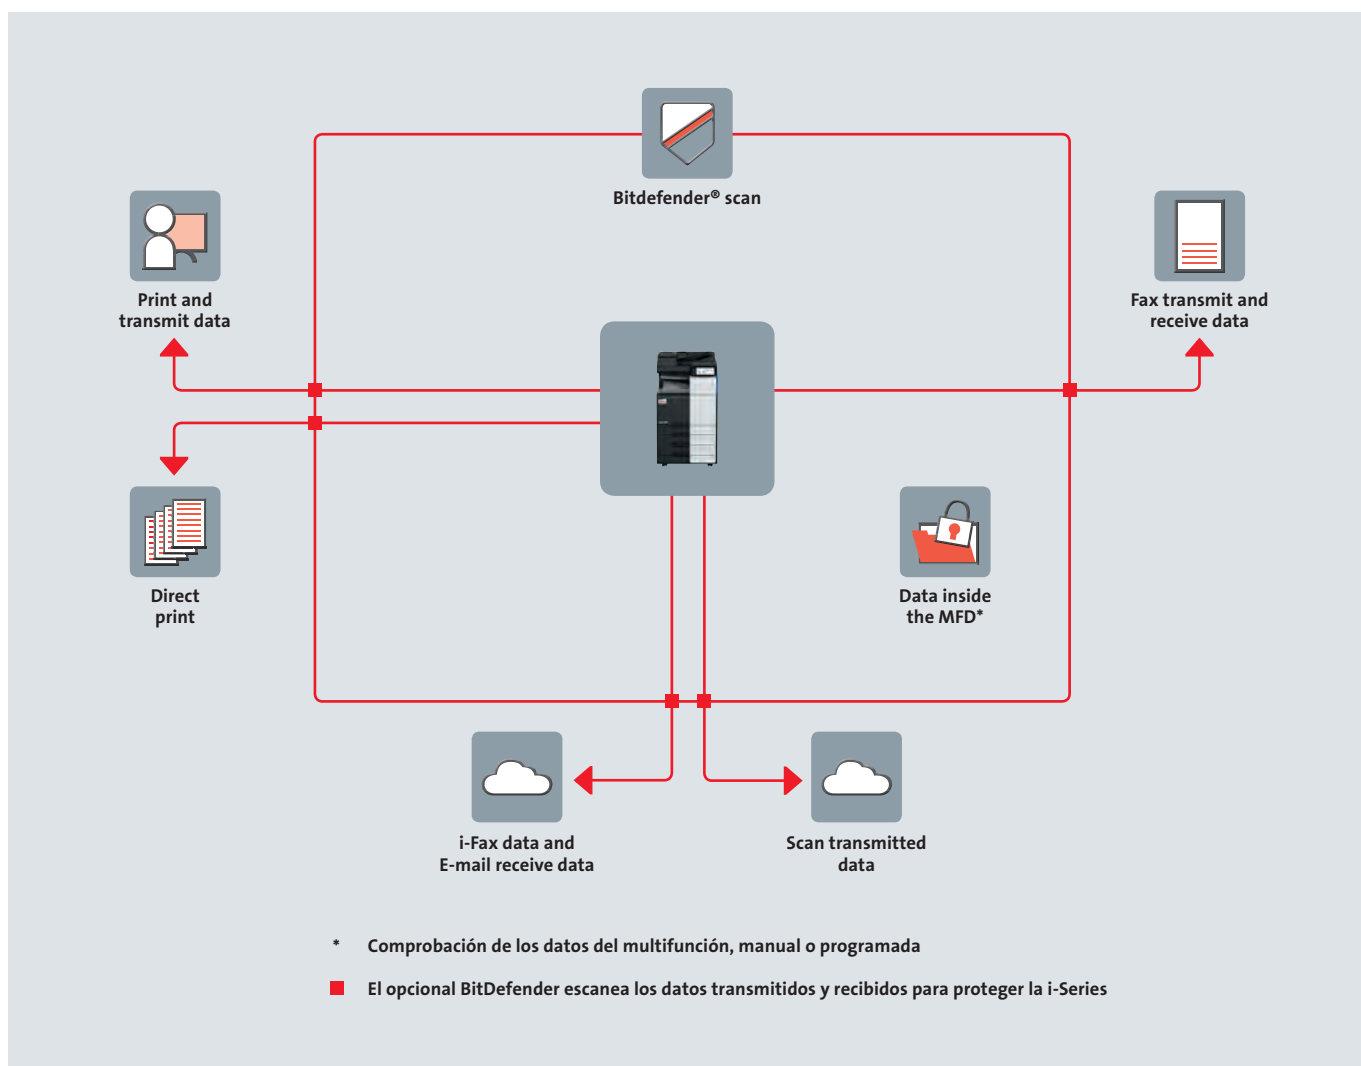 Bitdefender® scan
Print and
transmit data
Fax transmit and
receive data
Direct
print
Data inside
the MFD*
i-Fax data and
E-mail receive data
Scan transmitted
data
* Comprobación de los datos del multifunción, manual o programada
El opcional BitDefender escanea los datos transmitidos y recibidos para proteger la i-Series